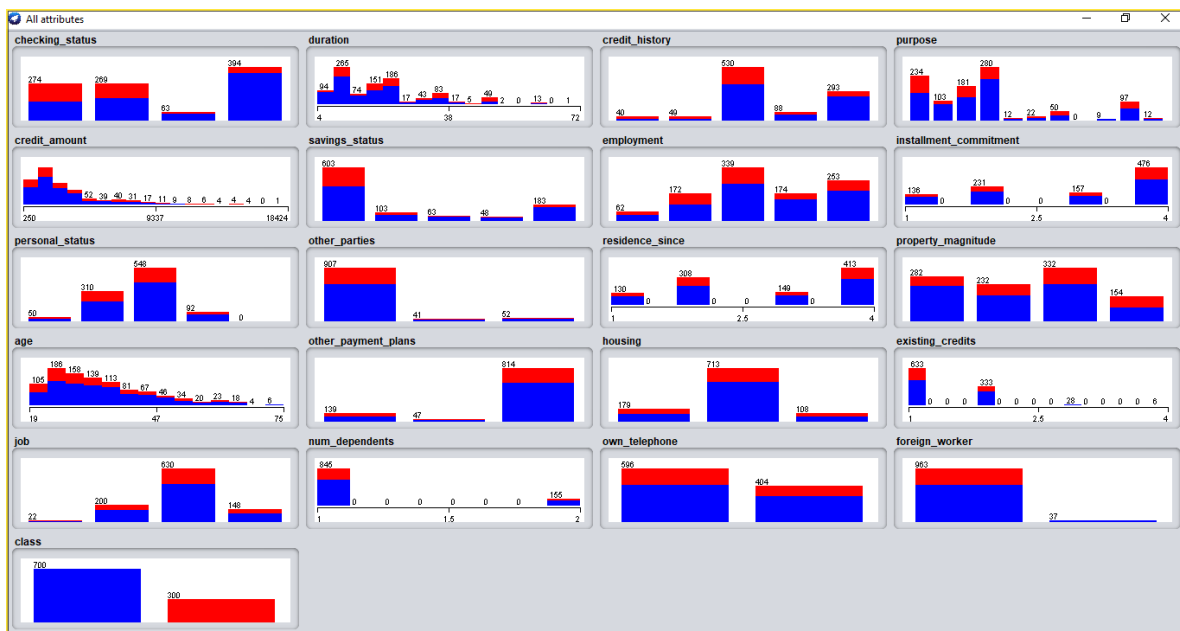 All attributes
checking_status
274 269 63 394
duration
94 265 74 151 186 17 43 83 17 5 49 2 0 13 0 1
4 38 72
credit_history
40 49 530 88 293
purpose
234 103 181 280 12 22 50 0 9 97 12
credit_amount
52 39 40 31 17 11 9 8 6 4 4 4 0 1
250 9337 18424
savings_status
603 103 63 48 183
employment
62 172 339 174 253
installment_commitment
136 0 231 0 0 157 0 476
1 2.5 4
personal_status
50 310 548 92 0
other_parties
907 41 52
residence_since
130 0 308 0 0 149 0 413
1 2.5 4
property_magnitude
282 232 332 154
age
105 186 158 139 113 81 67 46 34 20 23 18 4 6
19 47 75
other_payment_plans
139 47 814
housing
179 713 108
existing_credits
633 0 0 0 333 0 0 0 0 28 0 0 0 0 6
1 2.5 4
job
22 200 630 148
num_dependents
845 0 0 0 0 0 0 155
1 1.5 2
own_telephone
596 404
foreign_worker
963 37
class
700 300